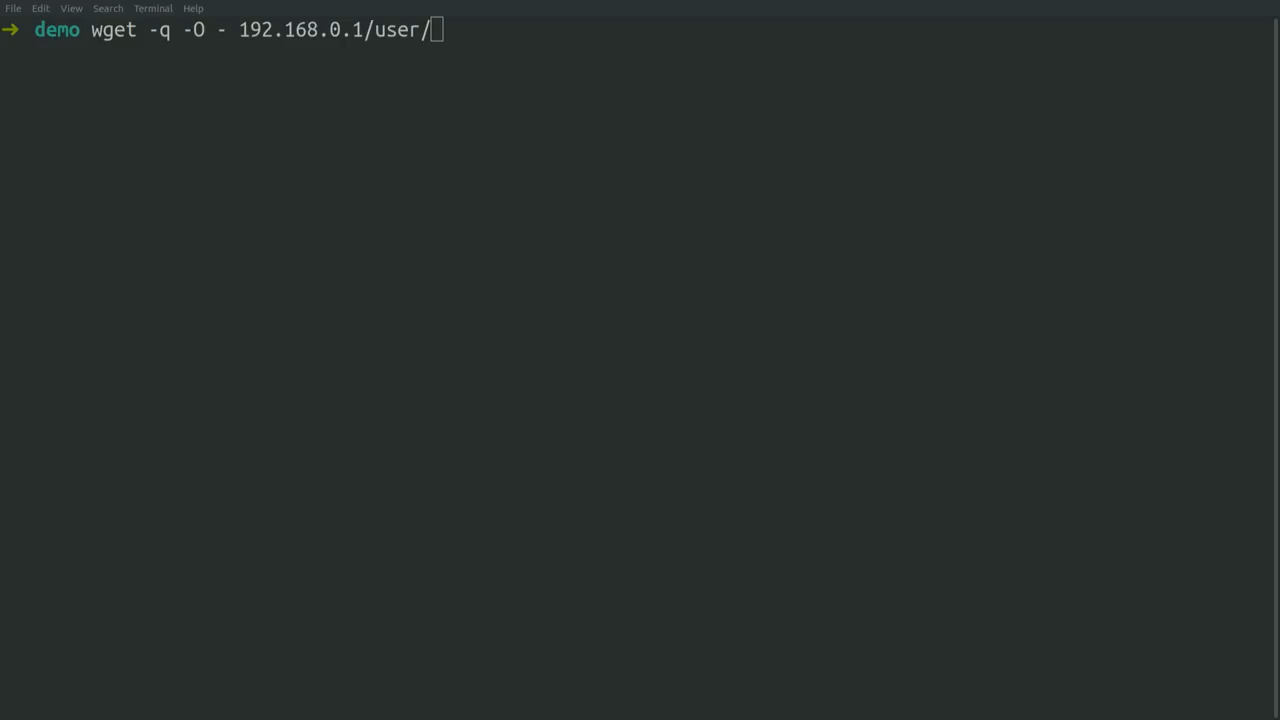 File Edit View Search Terminal Help
➜ demo wget -q -O - 192.168.0.1/user/